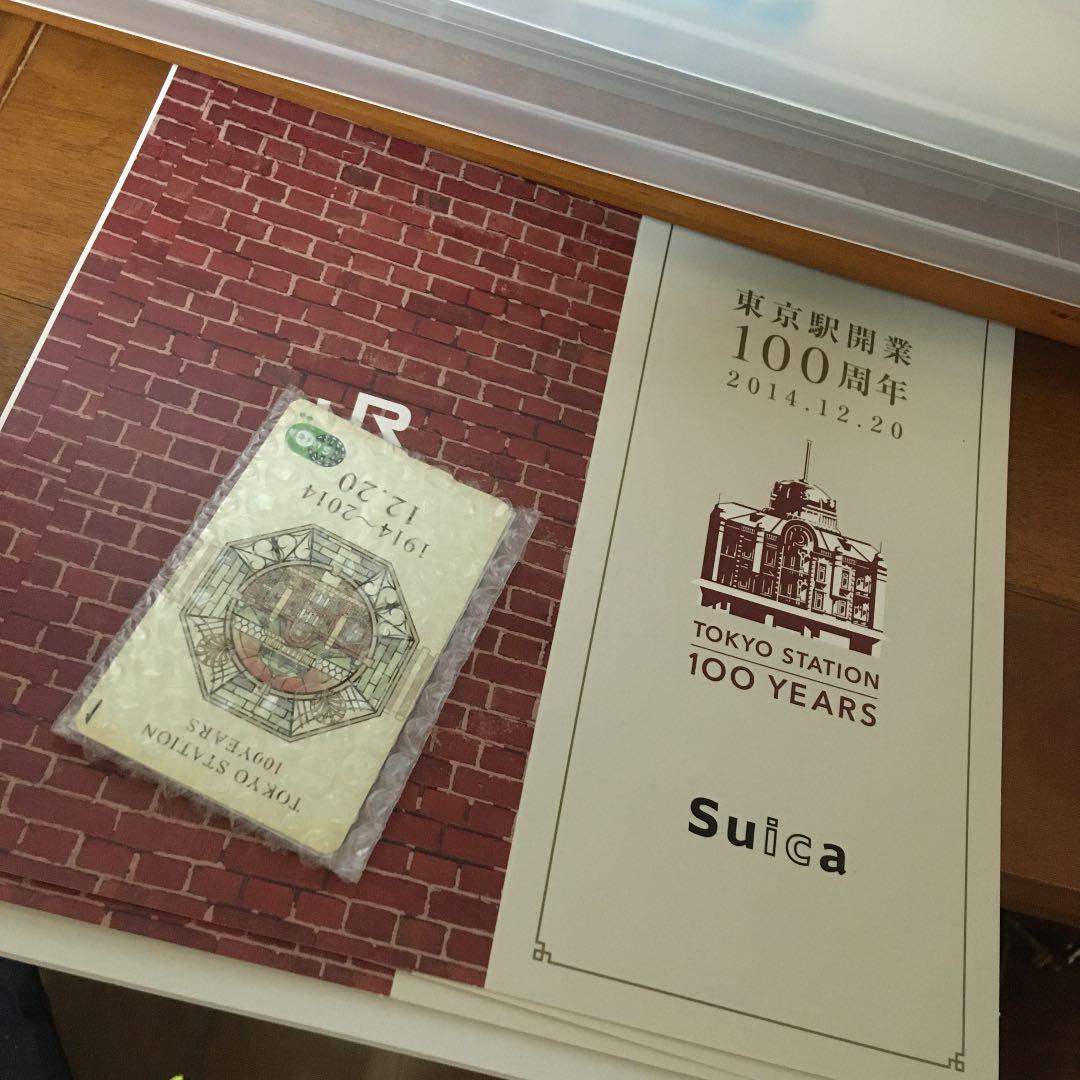 JR
12.20
1914~2014
TOKYO STATION
100YEARS
東京駅開業
100周年
2014.12.20
TOKYO STATION
100 YEARS
Suica